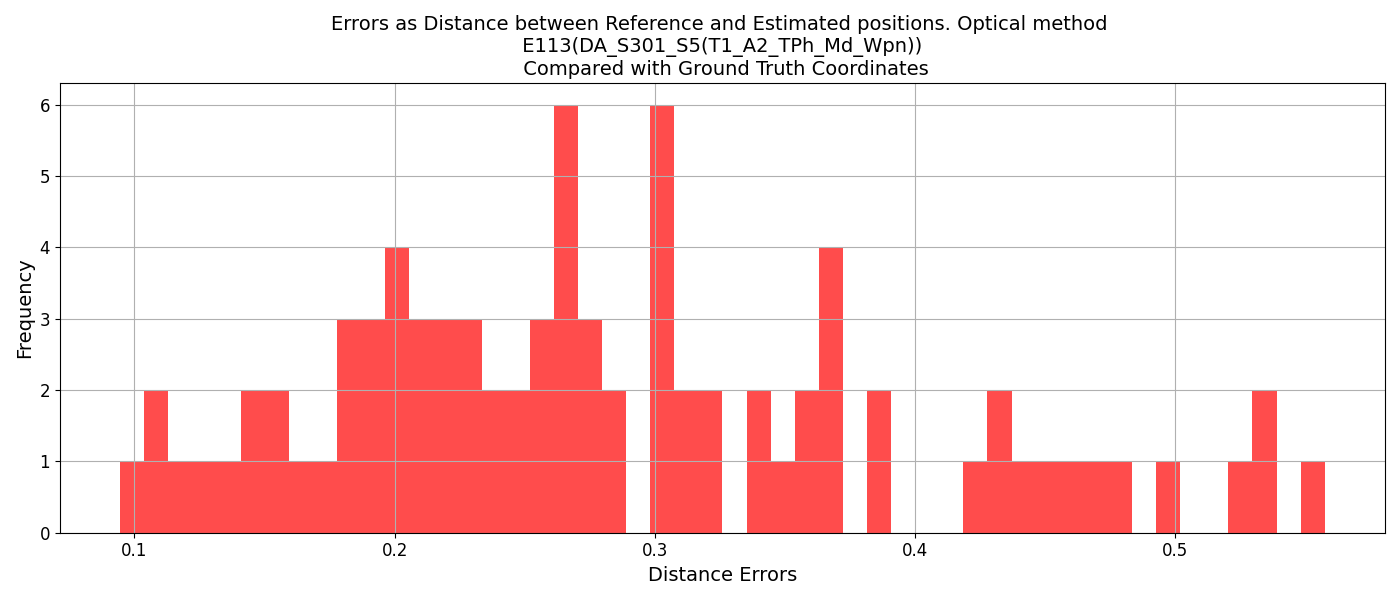 Errors as Distance between Reference and Estimated positions. Optical method
E113(DA_S301_S5(T1_A2_TPh_Md_Wpn))
Compared with Ground Truth Coordinates
6
5
4
3
2
1
0
Frequency
0.1 0.2 0.3 0.4 0.5
Distance Errors